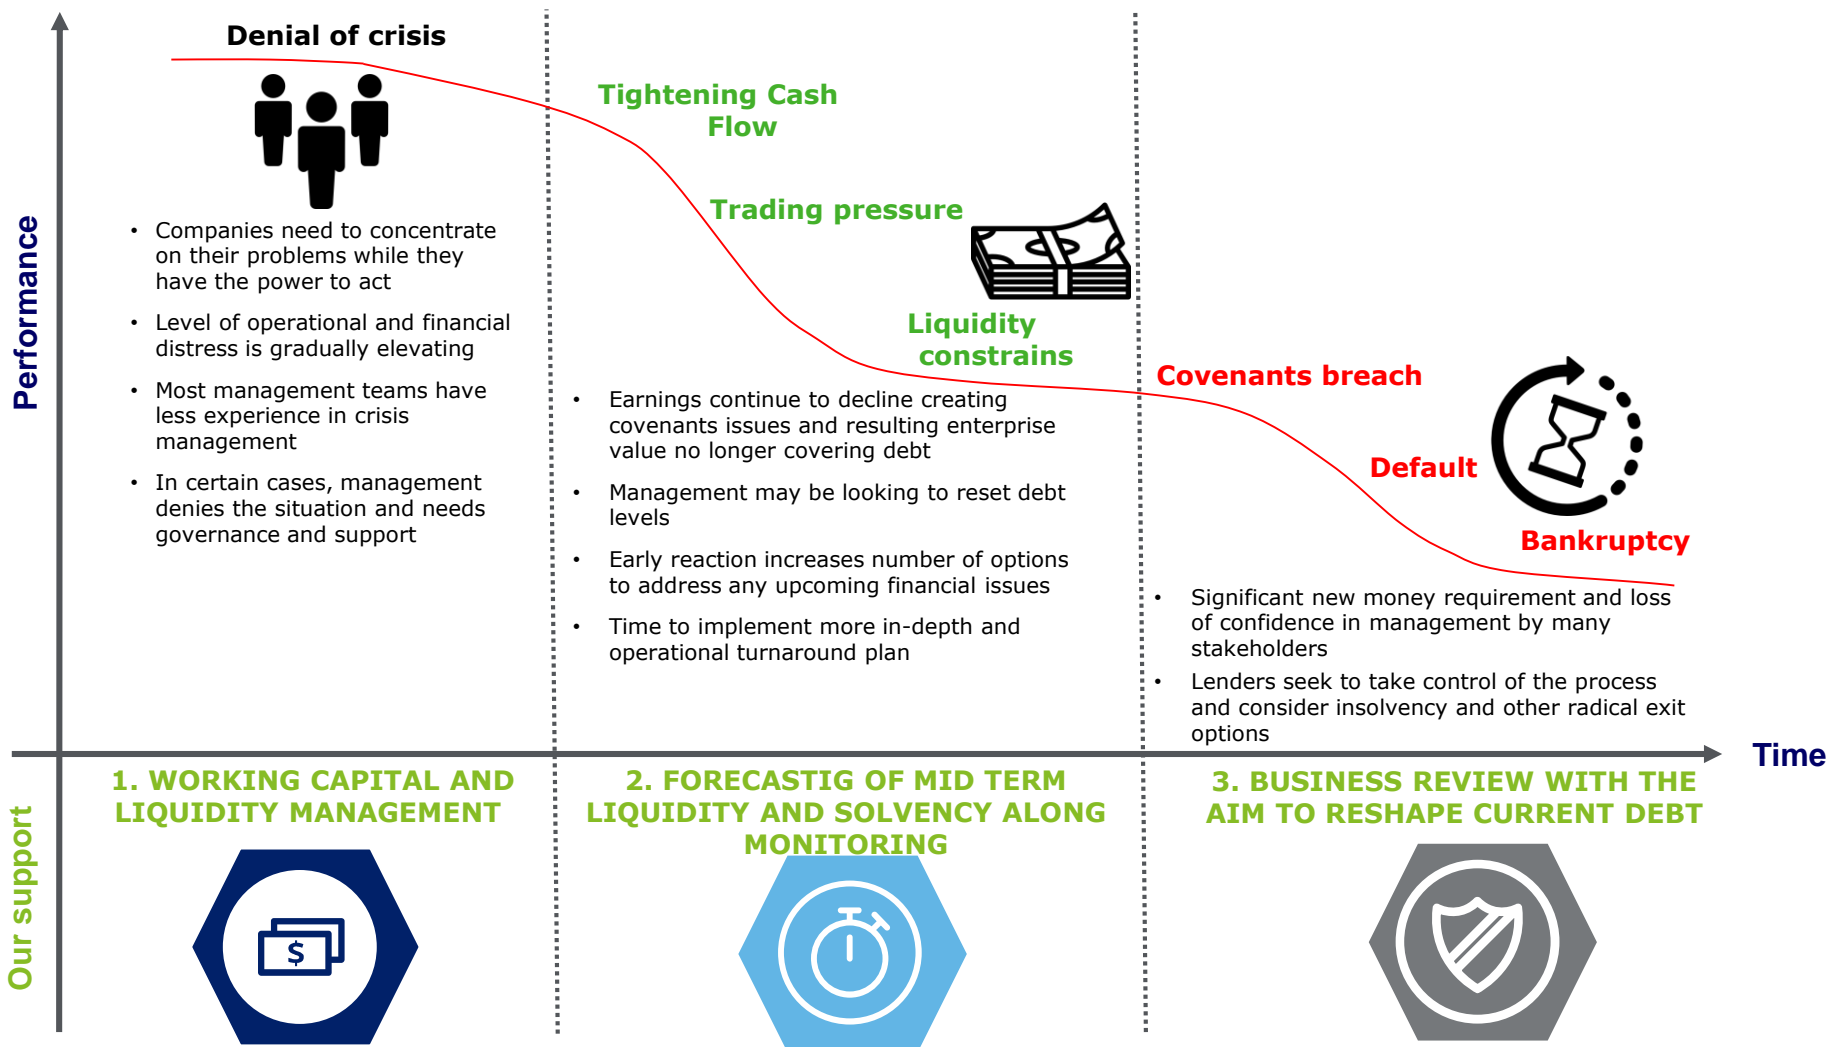 Denial of crisis
Performance
• Companies need to concentrate
on their problems while they
have the power to act
• Level of operational and financial
distress is gradually elevating
• Most management teams have
less experience in crisis
management
• In certain cases, management
denies the situation and needs
governance and support
Tightening Cash
Flow
Trading pressure
Liquidity
constrains
• Earnings continue to decline creating
covenants issues and resulting enterprise
value no longer covering debt
• Management may be looking to reset debt
levels
• Early reaction increases number of options
to address any upcoming financial issues
• Time to implement more in-depth and
operational turnaround plan
Covenants breach
Default
Bankruptcy
• Significant new money requirement and loss
of confidence in management by many
stakeholders
• Lenders seek to take control of the process
and consider insolvency and other radical exit
options
Time
Our support
1. WORKING CAPITAL AND
LIQUIDITY MANAGEMENT
$
2. FORECASTIG OF MID TERM
LIQUIDITY AND SOLVENCY ALONG
MONITORING
3. BUSINESS REVIEW WITH THE
AIM TO RESHAPE CURRENT DEBT